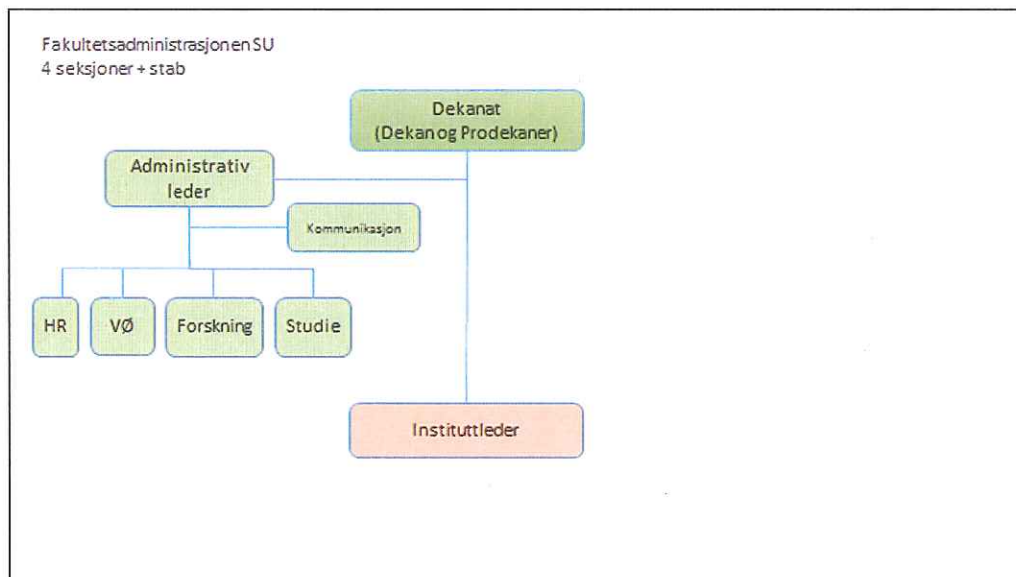 Fakultetsadministrasjonen SU
4 seksjoner + stab
Dekanat
(Dekan og Prodekaner)
Administrativ
leder
Kommunikasjon
HR
VØ
Forskning
Studie
Instituttleder